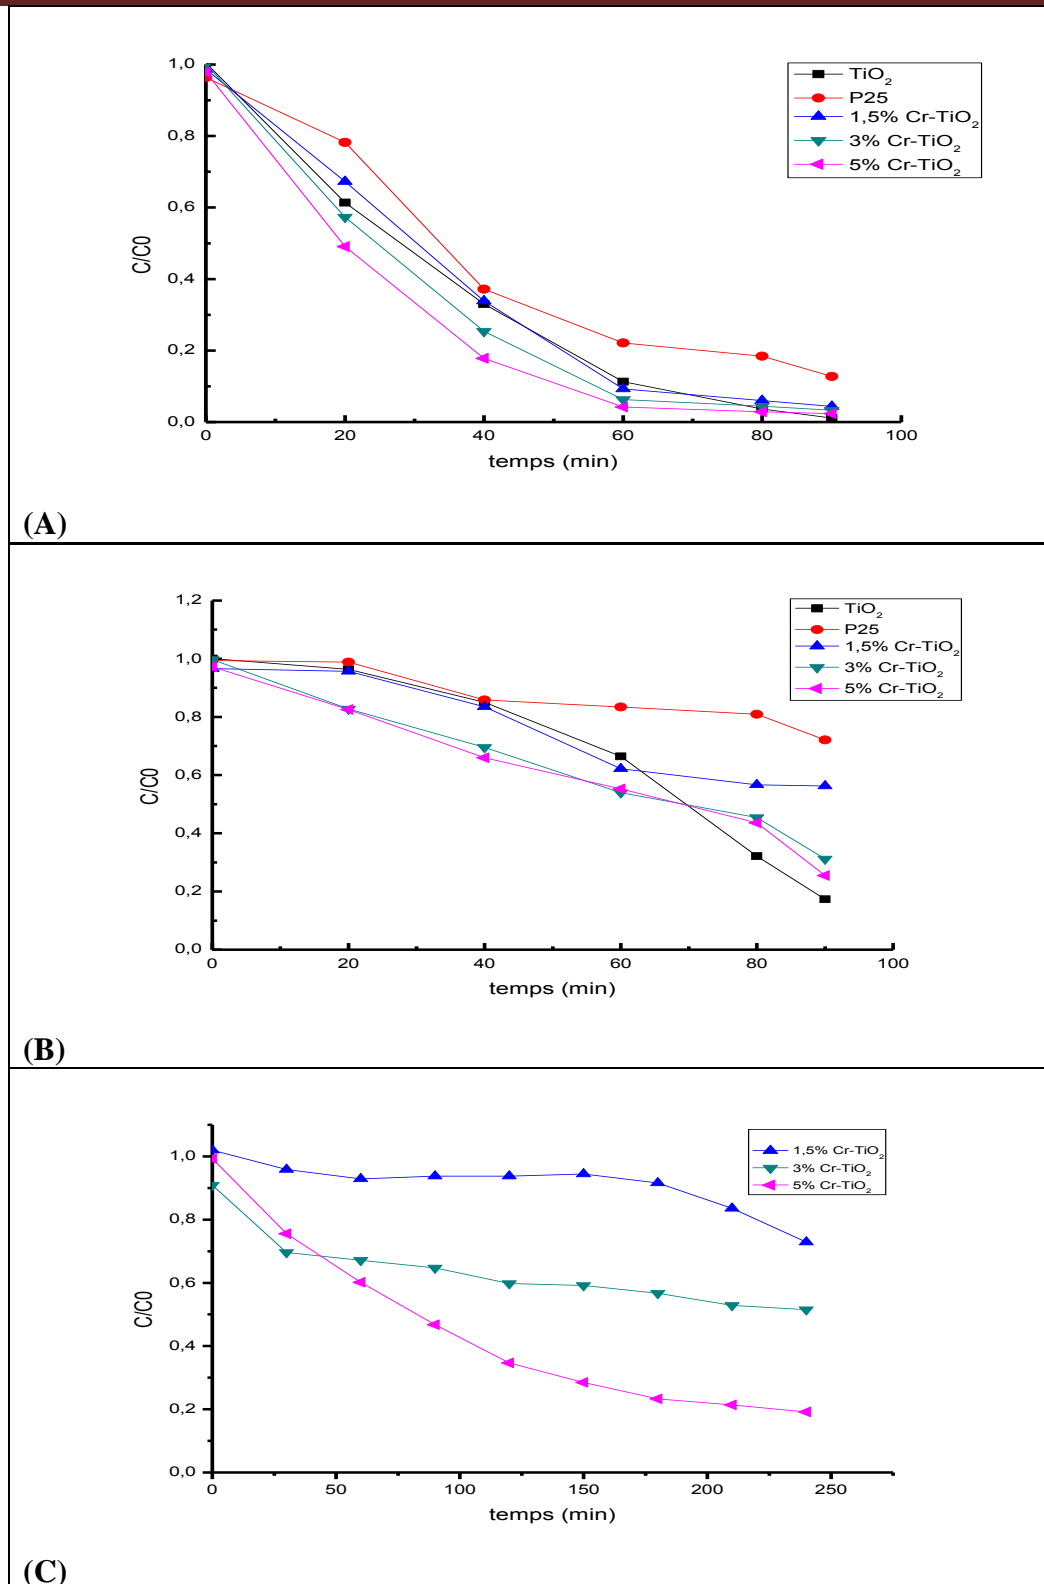 1,0
0,8
0,6
0,4
0,2
0,0
C/C0
0
20
40
60
80
100
temps (min)
TiO₂
P25
1,5% Cr-TiO₂
3% Cr-TiO₂
5% Cr-TiO₂
(A)
1,2
1,0
0,8
0,6
0,4
0,2
0,0
C/C0
0
20
40
60
80
100
temps (min)
TiO₂
P25
1,5% Cr-TiO₂
3% Cr-TiO₂
5% Cr-TiO₂
(B)
1,0
0,8
0,6
0,4
0,2
0,0
C/C0
0
50
100
150
200
250
temps (min)
1,5% Cr-TiO₂
3% Cr-TiO₂
5% Cr-TiO₂
(C)